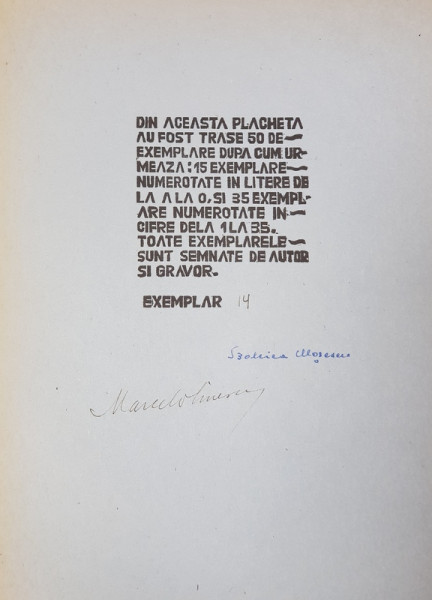 DIN ACEASTA PLACHETA
AU FOST TRASE 50 DE~
EXEMPLARE DUPA CUM UR-
MEAZA: 15 EXEMPLARE~
NUMEROTATE IN LITERE DE
LA A LA O, SI 35 EXEMPL-
ARE NUMEROTATE IN~
CIFRE DELA 1 LA 35.
TOATE EXEMPLARELE~
SUNT SEMNATE DE AUTOR
SI GRAVOR.
EXEMPLAR 14
Marcel